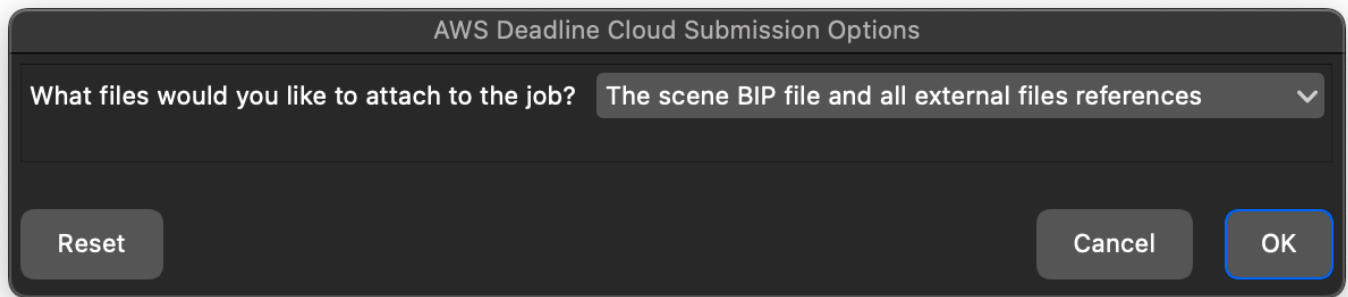 AWS Deadline Cloud Submission Options
What files would you like to attach to the job? The scene BIP file and all external files references
Reset Cancel OK